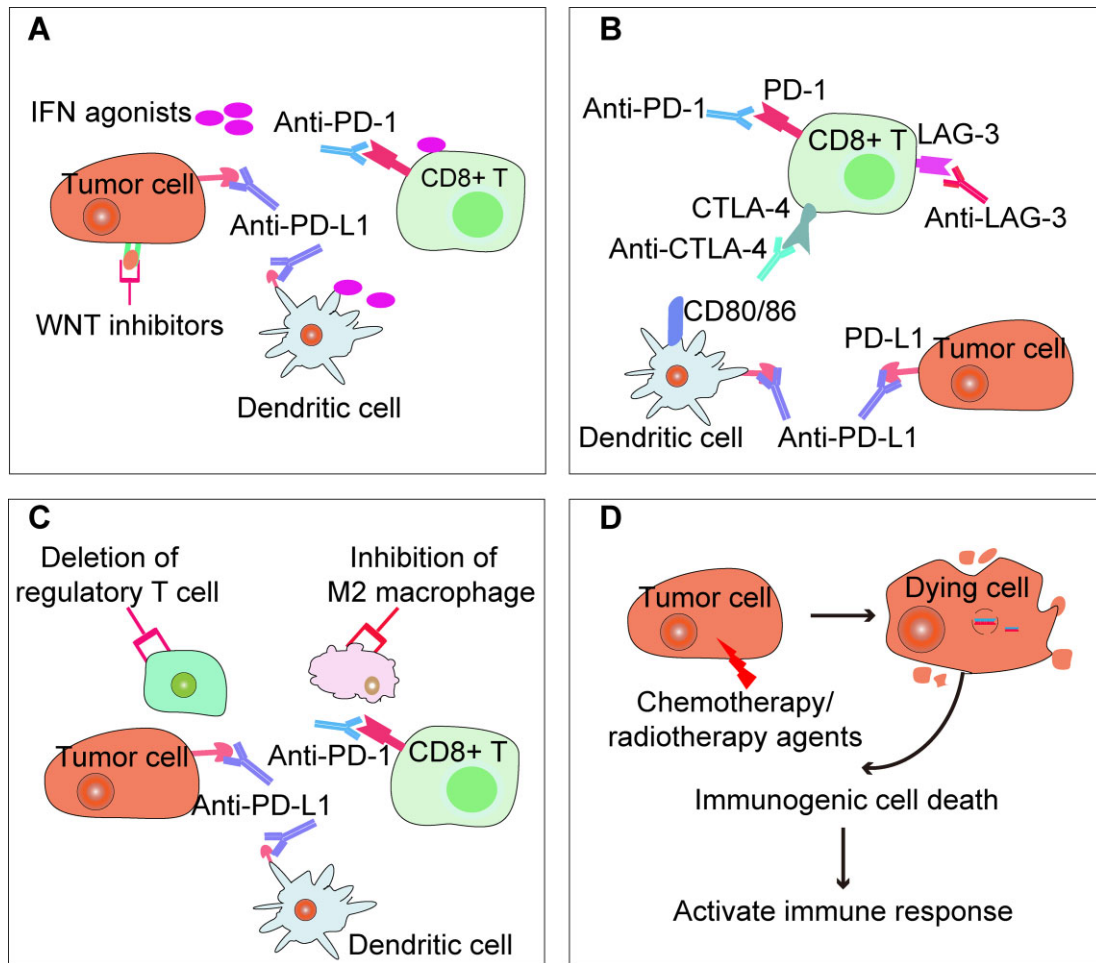 A
IFN agonists
Anti-PD-1
Tumor cell
CD8+ T
Anti-PD-L1
WNT inhibitors
Dendritic cell
B
PD-1
Anti-PD-1
CD8+ T
LAG-3
CTLA-4
Anti-LAG-3
Anti-CTLA-4
CD80/86
PD-L1
Tumor cell
Dendritic cell
Anti-PD-L1
C
Deletion of
regulatory T cell
Inhibition of
M2 macrophage
Tumor cell
Anti-PD-1
CD8+ T
Anti-PD-L1
Dendritic cell
D
Tumor cell
Dying cell
Chemotherapy/
radiotherapy agents
Immunogenic cell death
Activate immune response